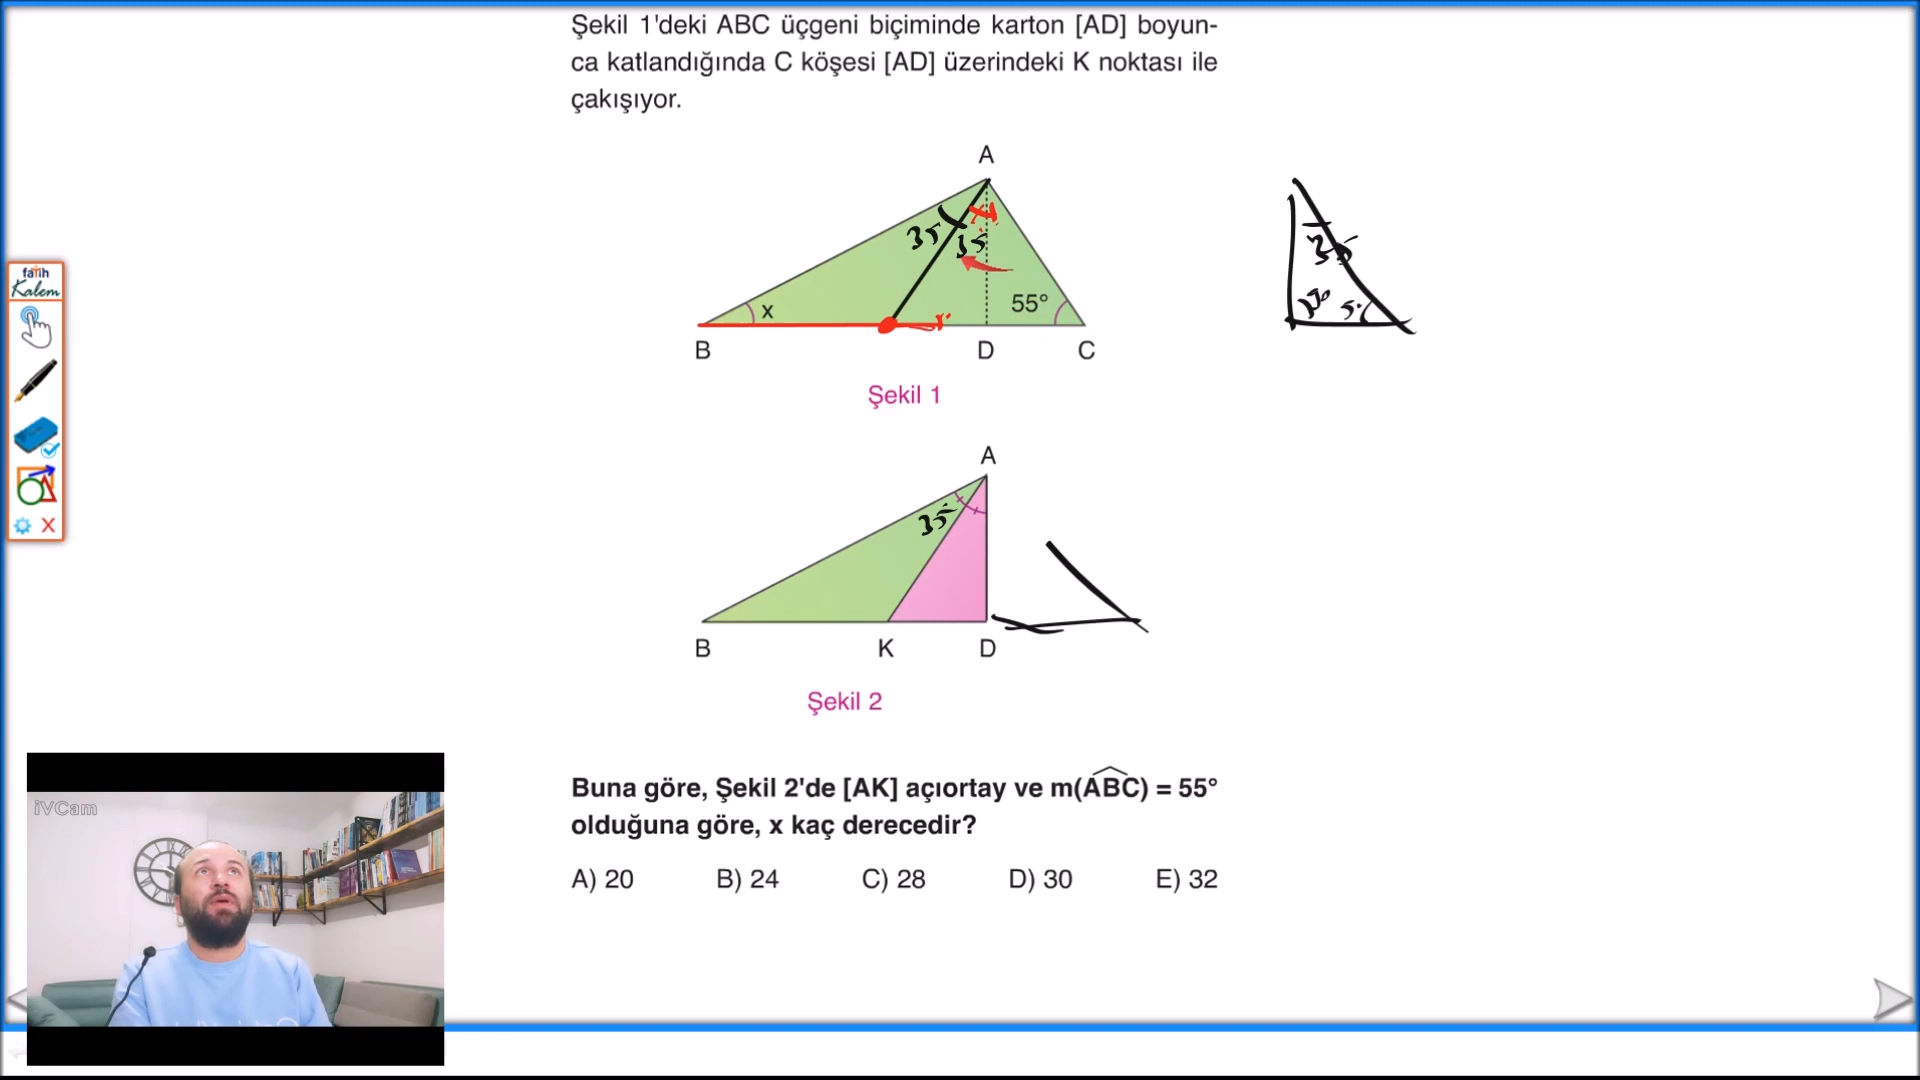 Şekil 1'deki ABC üçgeni biçiminde karton [AD] boyun-
ca katlandığında C köşesi [AD] üzerindeki K noktası ile
çakışıyor.
A
35
35
x
55°
B
D
C
Şekil 1
35
fatih
Kalem
X
A
35
B
K
D
Şekil 2
Buna göre, Şekil 2'de [AK] açıortay ve m(ABC) = 55°
olduğuna göre, x kaç derecedir?
A) 20 B) 24 C) 28 D) 30 E) 32
iVCam